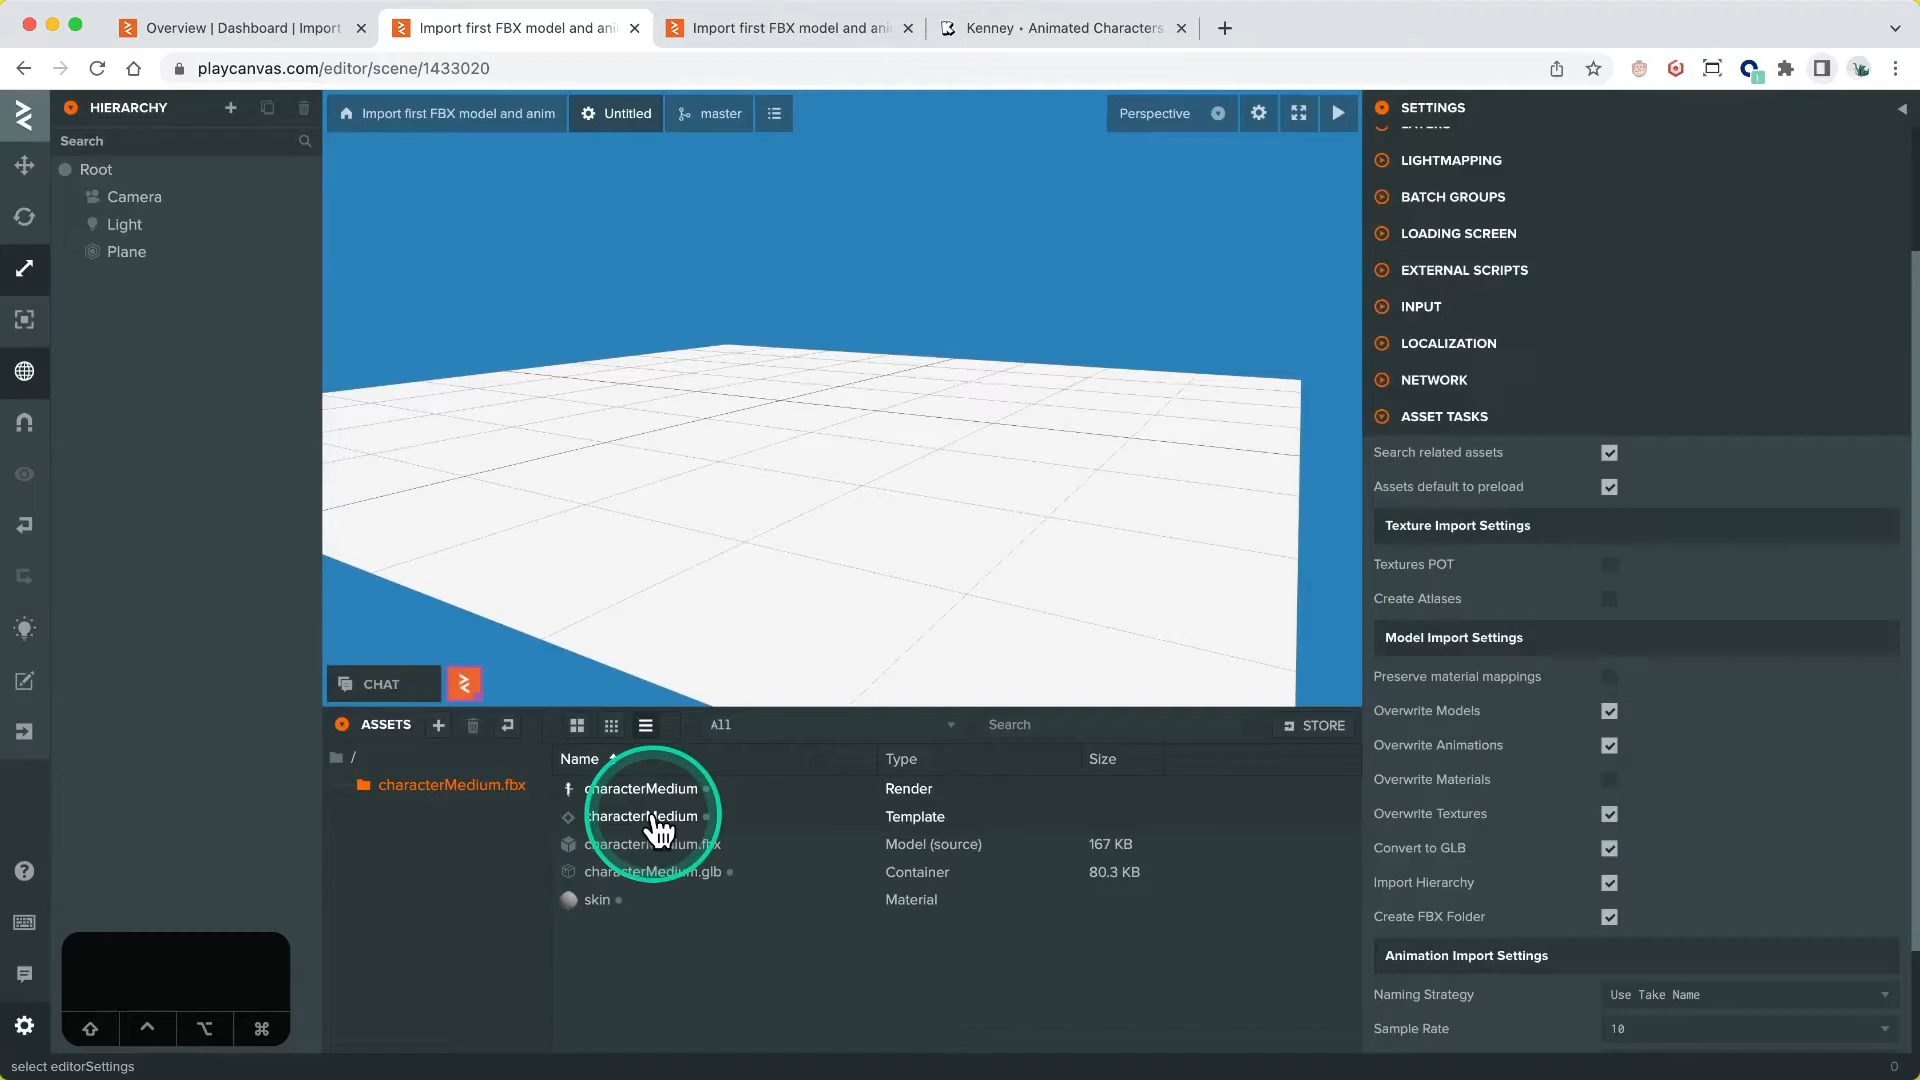 Overview | Dashboard | Import
Import first FBX model and ani
Import first FBX model and ani
Kenney • Animated Characters
playcanvas.com/editor/scene/1433020
HIERARCHY
Search
Root
Camera
Light
Plane
Import first FBX model and anim
Untitled
master
Perspective
SETTINGS
LAYERS
LIGHTMAPPING
BATCH GROUPS
LOADING SCREEN
EXTERNAL SCRIPTS
INPUT
LOCALIZATION
NETWORK
ASSET TASKS
Search related assets
Assets default to preload
Texture Import Settings
Textures POT
Create Atlases
Model Import Settings
Preserve material mappings
Overwrite Models
Overwrite Animations
Overwrite Materials
Overwrite Textures
Convert to GLB
Import Hierarchy
Create FBX Folder
Animation Import Settings
Naming Strategy Use Take Name
Sample Rate 10
CHAT
ASSETS
All
Search
STORE
/
characterMedium.fbx
Name Type Size
characterMedium Render
characterMedium Template
characterMedium.fbx Model (source) 167 KB
characterMedium.glb Container 80.3 KB
skin Material
select editorSettings
0